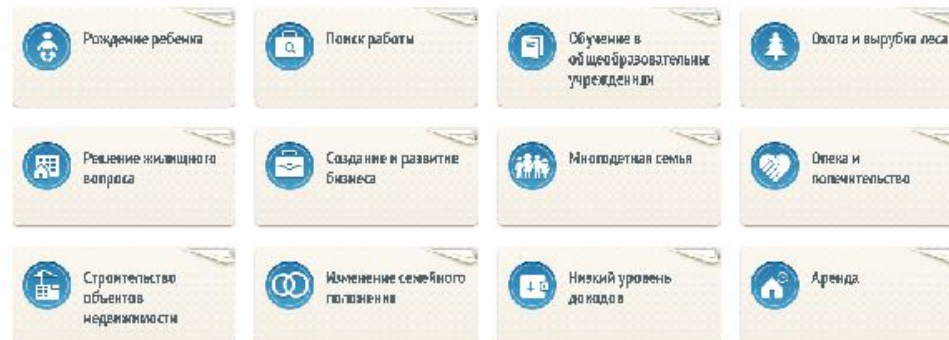 Рождение ребенка
Поиск работы
Обучение в
общеобразовательных
учреждениях
Охота и вырубка леса
Решение жилищного
вопроса
Создание и развитие
бизнеса
Многодетная семья
Опека и
попечительство
Строительство
объектов
недвижимости
Изменение семейного
положения
Низкий уровень
доходов
Аренда